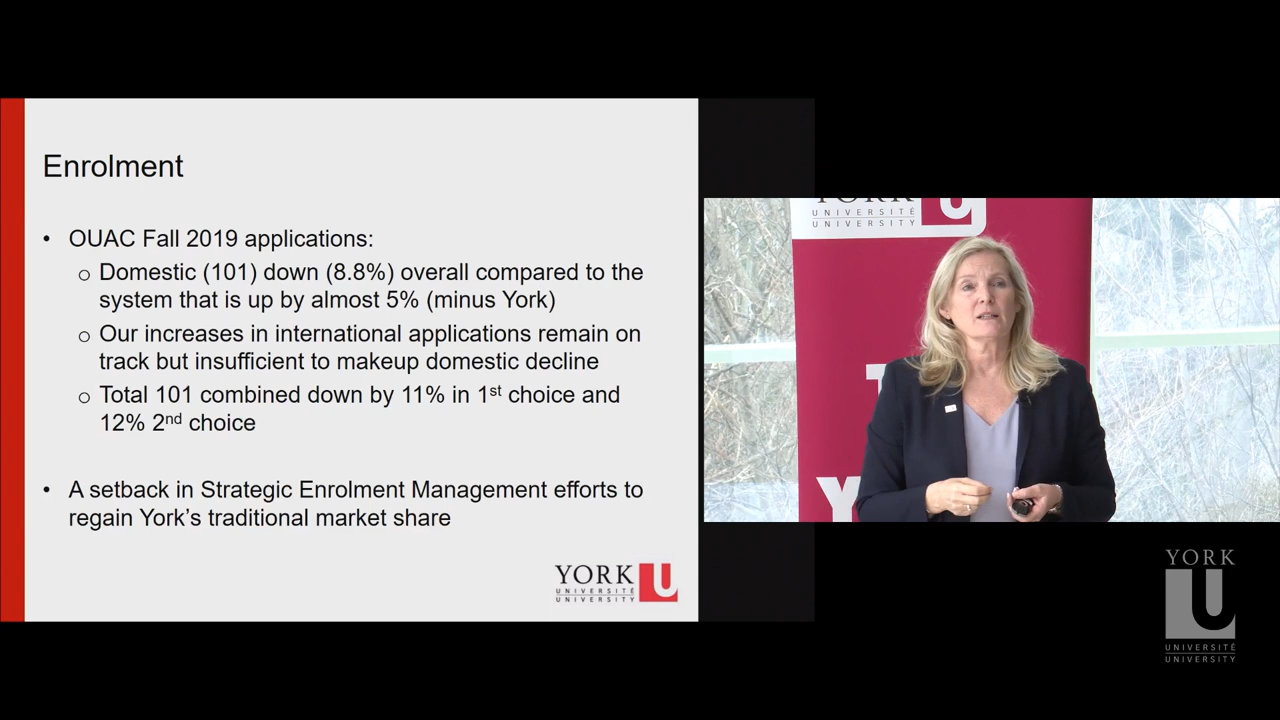 Enrolment
• OUAC Fall 2019 applications:
o Domestic (101) down (8.8%) overall compared to the
system that is up by almost 5% (minus York)
o Our increases in international applications remain on
track but insufficient to makeup domestic decline
o Total 101 combined down by 11% in 1st choice and
12% 2nd choice
• A setback in Strategic Enrolment Management efforts to
regain York’s traditional market share
YORK U
UNIVERSITÉ
UNIVERSITY
YORK U
UNIVERSITÉ
UNIVERSITY
YORK
U
UNIVERSITÉ
UNIVERSITY